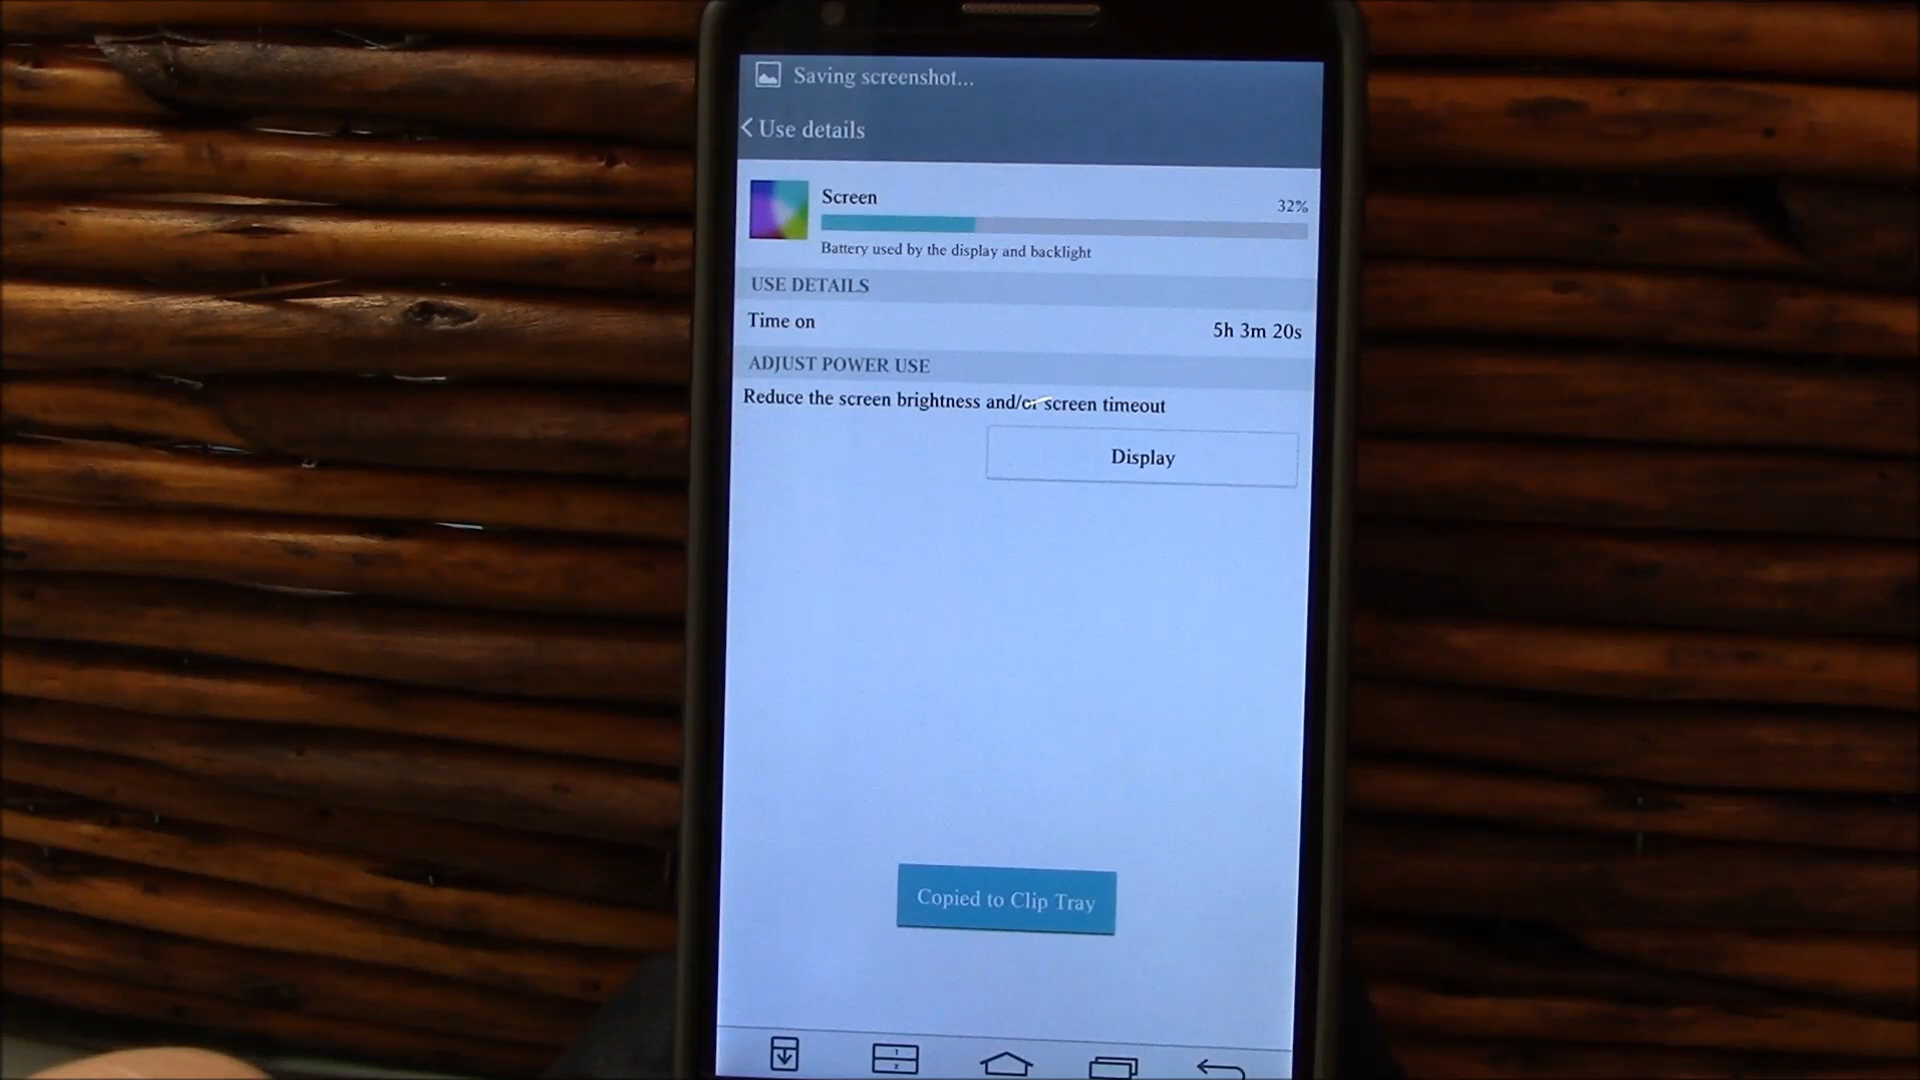 Saving screenshot...
Use details
Screen
32%
Battery used by the display and backlight
USE DETAILS
Time on
5h 3m 20s
ADJUST POWER USE
Reduce the screen brightness and/or screen timeout
Display
Copied to Clip Tray